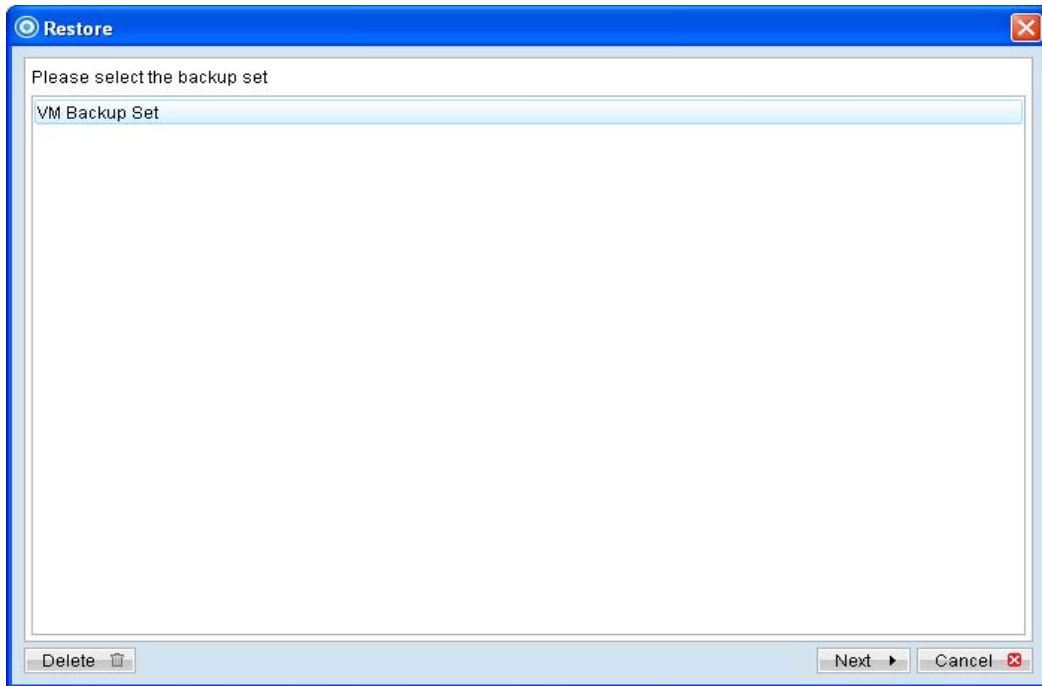 Restore
Please select the backup set
VM Backup Set
Delete
Next
Cancel